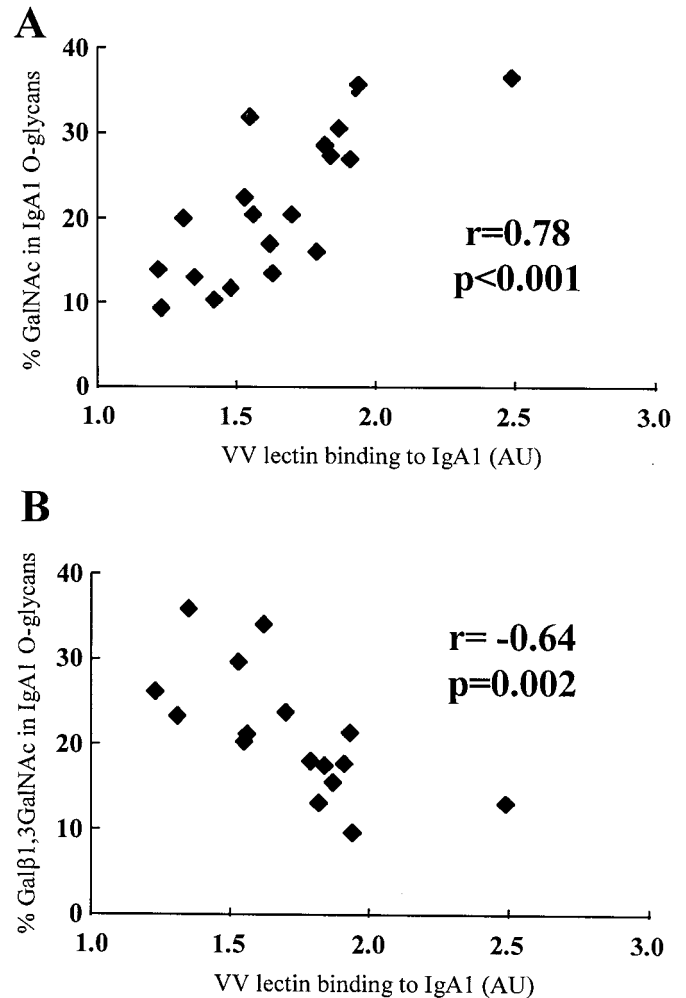 A
% GalNAc in IgA1 O-glycans
40
30
20
10
0
r=0.78
p<0.001
1.0 1.5 2.0 2.5 3.0
VV lectin binding to IgA1 (AU)
B
% Galβ1,3GalNAc in IgA1 O-glycans
40
30
20
10
0
r= -0.64
p=0.002
1.0 1.5 2.0 2.5 3.0
VV lectin binding to IgA1 (AU)